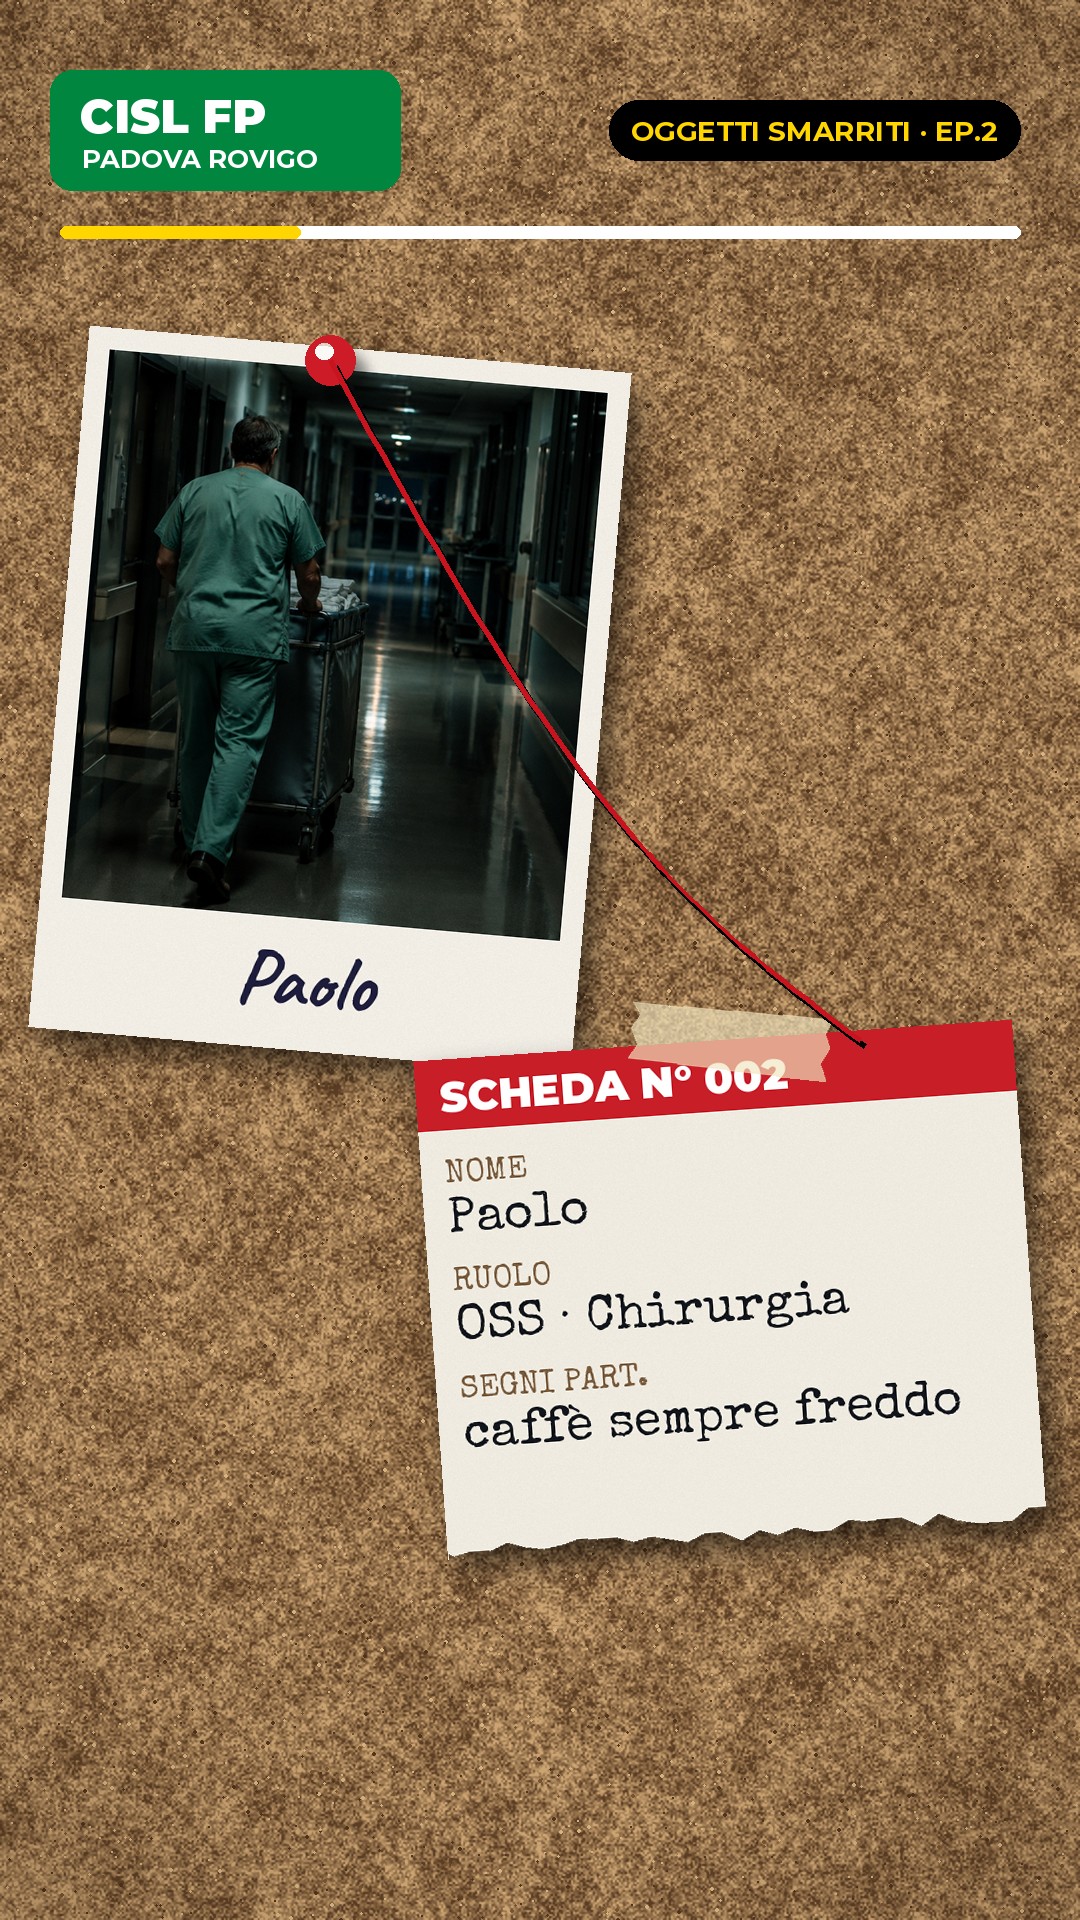 CISL FP
PADOVA ROVIGO
OGGETTI SMARRITI · EP.2
Paolo
SCHEDA N° 002
NOME
Paolo
RUOLO
OSS · Chirurgia
SEGNI PART.
caffè sempre freddo